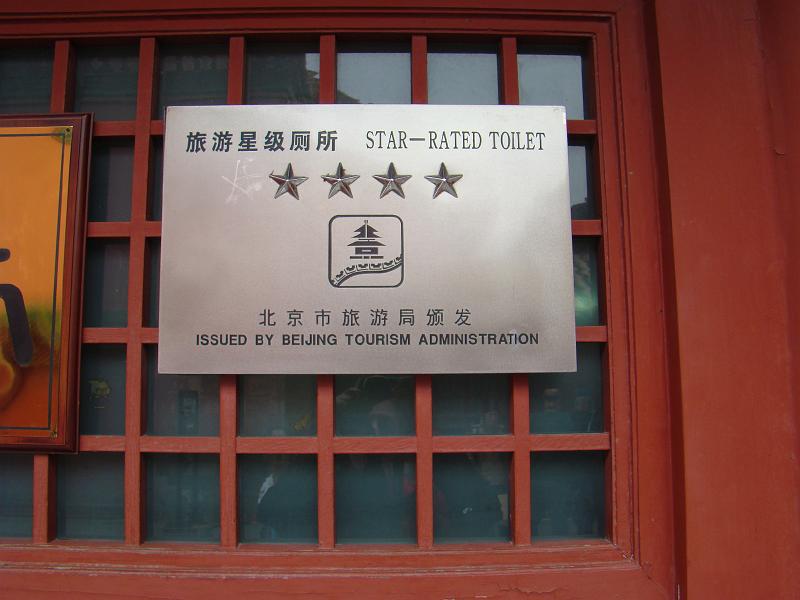 旅游星级厕所 STAR-RATED TOILET
北京市旅游局颁发
ISSUED BY BEIJING TOURISM ADMINISTRATION